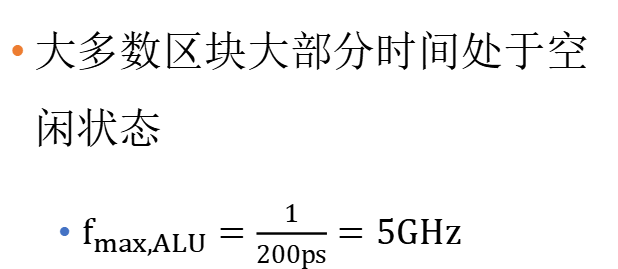 • 大多数区块大部分时间处于空
闲状态
• f_max,ALU = 1/200ps = 5GHz